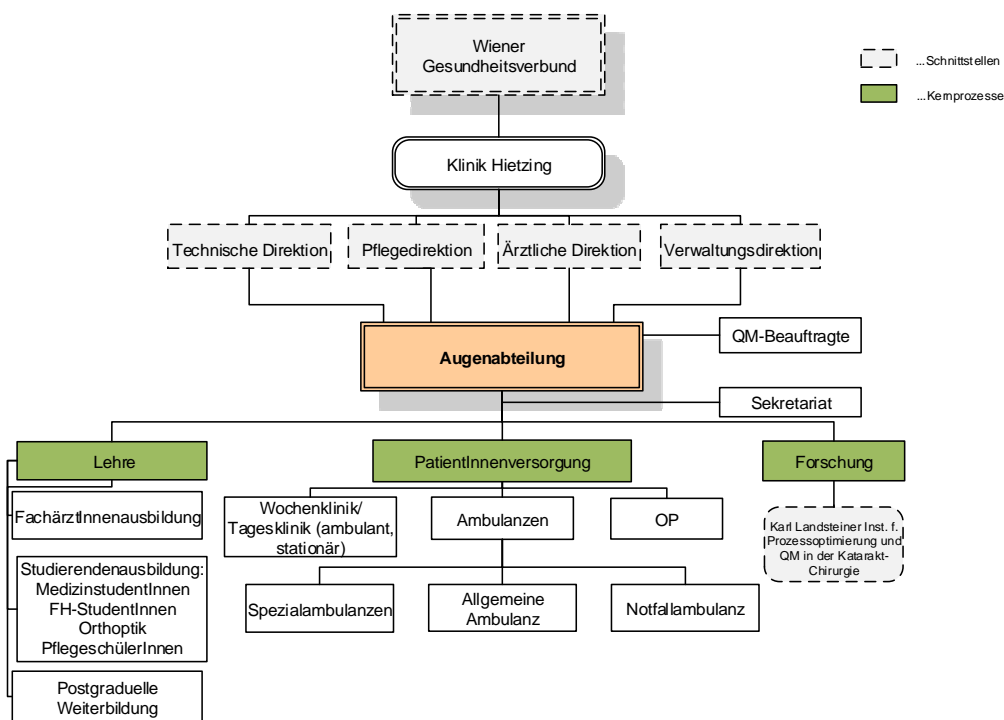 Wiener
Gesundheitsverbund
...Schnittstellen
...Kernprozesse
Klinik Hietzing
Technische Direktion
Pflegedirektion
Ärztliche Direktion
Verwaltungsdirektion
QM-Beauftragte
Augenabteilung
Sekretariat
Lehre
PatientInnenversorgung
Forschung
FachärztInnenausbildung
Wochenklinik/
Tagesklinik (ambulant,
stationär)
Ambulanzen
OP
Karl Landsteiner Inst. f.
Prozessoptimierung und
QM in der Katarakt-
Chirurgie
Studierendenausbildung:
MedizinstudentInnen
FH-StudentInnen
Orthoptik
PflegeschülerInnen
Spezialambulanzen
Allgemeine
Ambulanz
Notfallambulanz
Postgraduelle
Weiterbildung